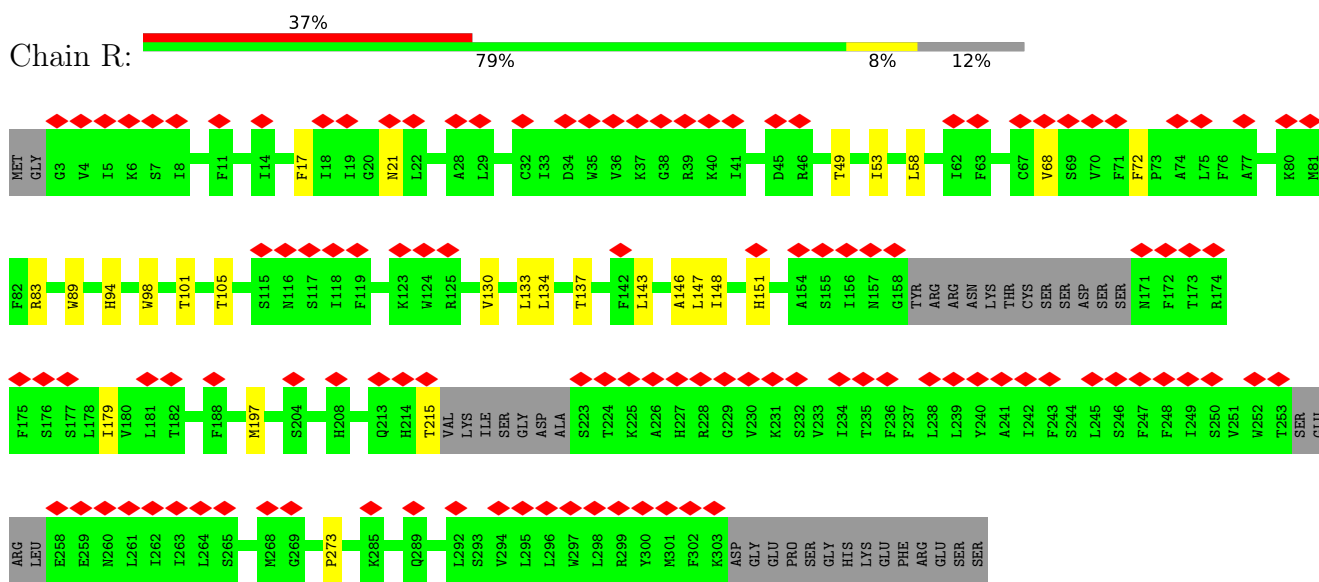 37%
Chain R:
79% 8% 12%
MET GLY G3 V4 I5 K6 S7 I8 F11 I14 F17 I18 I19 G20 N21 L22 A28 L29 C32 I33 D34 W35 V36 K37 G38 R39 K40 I41 D45 R46 T49 I53 L58 I62 F63 C67 V68 S69 V70 F71 F72 P73 A74 L75 F76 A77 K80 M81
F82 R83 W89 H94 W98 T101 T105 S115 N116 S117 I118 F119 K123 W124 R125 V130 L133 L134 T137 F142 L143 A146 L147 I148 H151 A154 S155 I156 N157 G158 TYR ARG ARG ASN LYS THR CYS SER SER ASP SER SER N171 F172 T173 R174
F175 S176 S177 L178 I179 V180 L181 T182 F188 M197 S204 H208 Q213 H214 T215 VAL LYS ILE SER GLY ASP ALA S223 T224 K225 A226 H227 R228 G229 V230 K231 S232 V233 I234 T235 F236 F237 L238 L239 Y240 A241 I242 F243 S244 L245 S246 F247 F248 I249 S250 V251 W252 T253 SER GLU
ARG LEU E258 E259 N260 L261 I262 I263 L264 S265 M268 G269 P273 K285 Q289 L292 S293 V294 L295 L296 W297 L298 R299 Y300 M301 F302 K303 ASP GLY GLU PRO SER GLY HIS LYS GLU PHE ARG GLU SER SER